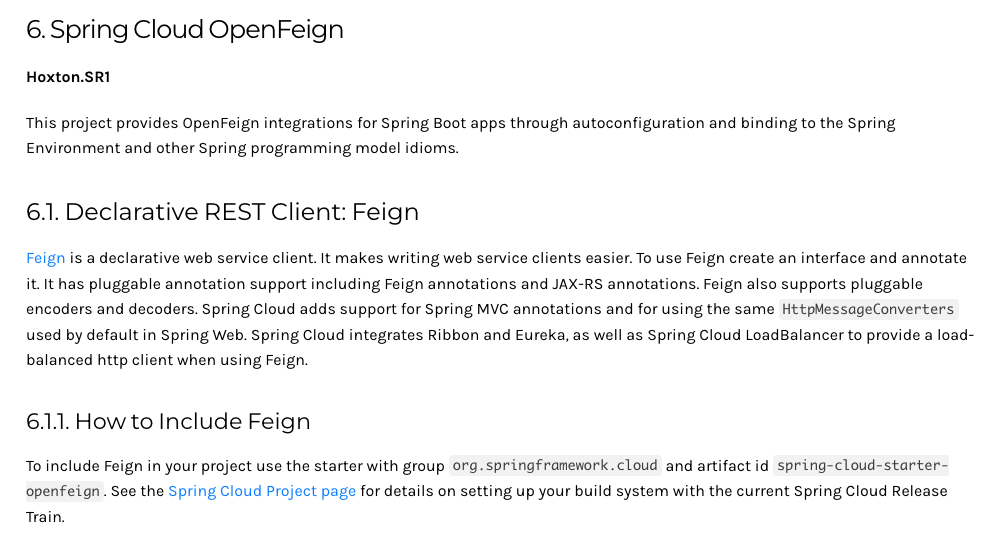 6. Spring Cloud OpenFeign
Hoxton.SR1
This project provides OpenFeign integrations for Spring Boot apps through autoconfiguration and binding to the Spring
Environment and other Spring programming model idioms.
6.1. Declarative REST Client: Feign
Feign is a declarative web service client. It makes writing web service clients easier. To use Feign create an interface and annotate
it. It has pluggable annotation support including Feign annotations and JAX-RS annotations. Feign also supports pluggable
encoders and decoders. Spring Cloud adds support for Spring MVC annotations and for using the same HttpMessageConverters
used by default in Spring Web. Spring Cloud integrates Ribbon and Eureka, as well as Spring Cloud LoadBalancer to provide a load-
balanced http client when using Feign.
6.1.1. How to Include Feign
To include Feign in your project use the starter with group org.springframework.cloud and artifact id spring-cloud-starter-
openfeign. See the Spring Cloud Project page for details on setting up your build system with the current Spring Cloud Release
Train.